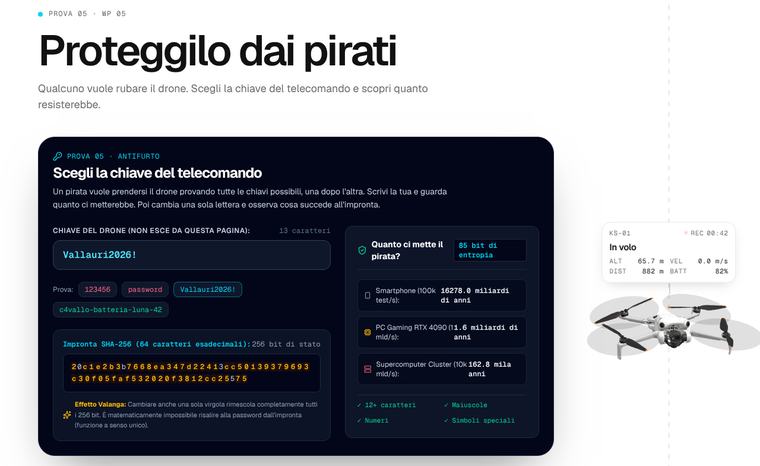 PROVA 05 · WP 05
Proteggilo dai pirati
Qualcuno vuole rubare il drone. Scegli la chiave del telecomando e scopri quanto
resisterebbe.
PROVA 05 · ANTIFURTO
Scegli la chiave del telecomando
Un pirata vuole prendersi il drone provando tutte le chiavi possibili, una dopo l'altra. Scrivi la tua e guarda
quanto ci metterebbe. Poi cambia una sola lettera e osserva cosa succede all'impronta.
CHIAVE DEL DRONE (NON ESCE DA QUESTA PAGINA): 13 caratteri
Vallauri2026!
Prova: 123456 password Vallauri2026!
c4vallo-batteria-luna-42
Impronta SHA-256 (64 caratteri esadecimali): 256 bit di stato
20c1e2b3b7668ea347d22413cc50139379693
c30f05faf532020f3812cc25575
Effetto Valanga: Cambiare anche una sola virgola rimescola completamente tutti
i 256 bit. È matematicamente impossibile risalire alla password dall'impronta
(funzione a senso unico).
Quanto ci mette il
pirata?
85 bit di
entropia
Smartphone (100k
test/s):
16278.0 miliardi
di anni
PC Gaming RTX 4090 (1
mld/s):
1.6 miliardi di
anni
Supercomputer Cluster (10k
mld/s):
162.8 mila
anni
✓ 12+ caratteri ✓ Maiuscole
✓ Numeri ✓ Simboli speciali
KS-01 REC 00:42
In volo
ALT 65.7 m VEL 0.0 m/s
DIST 882 m BATT 82%